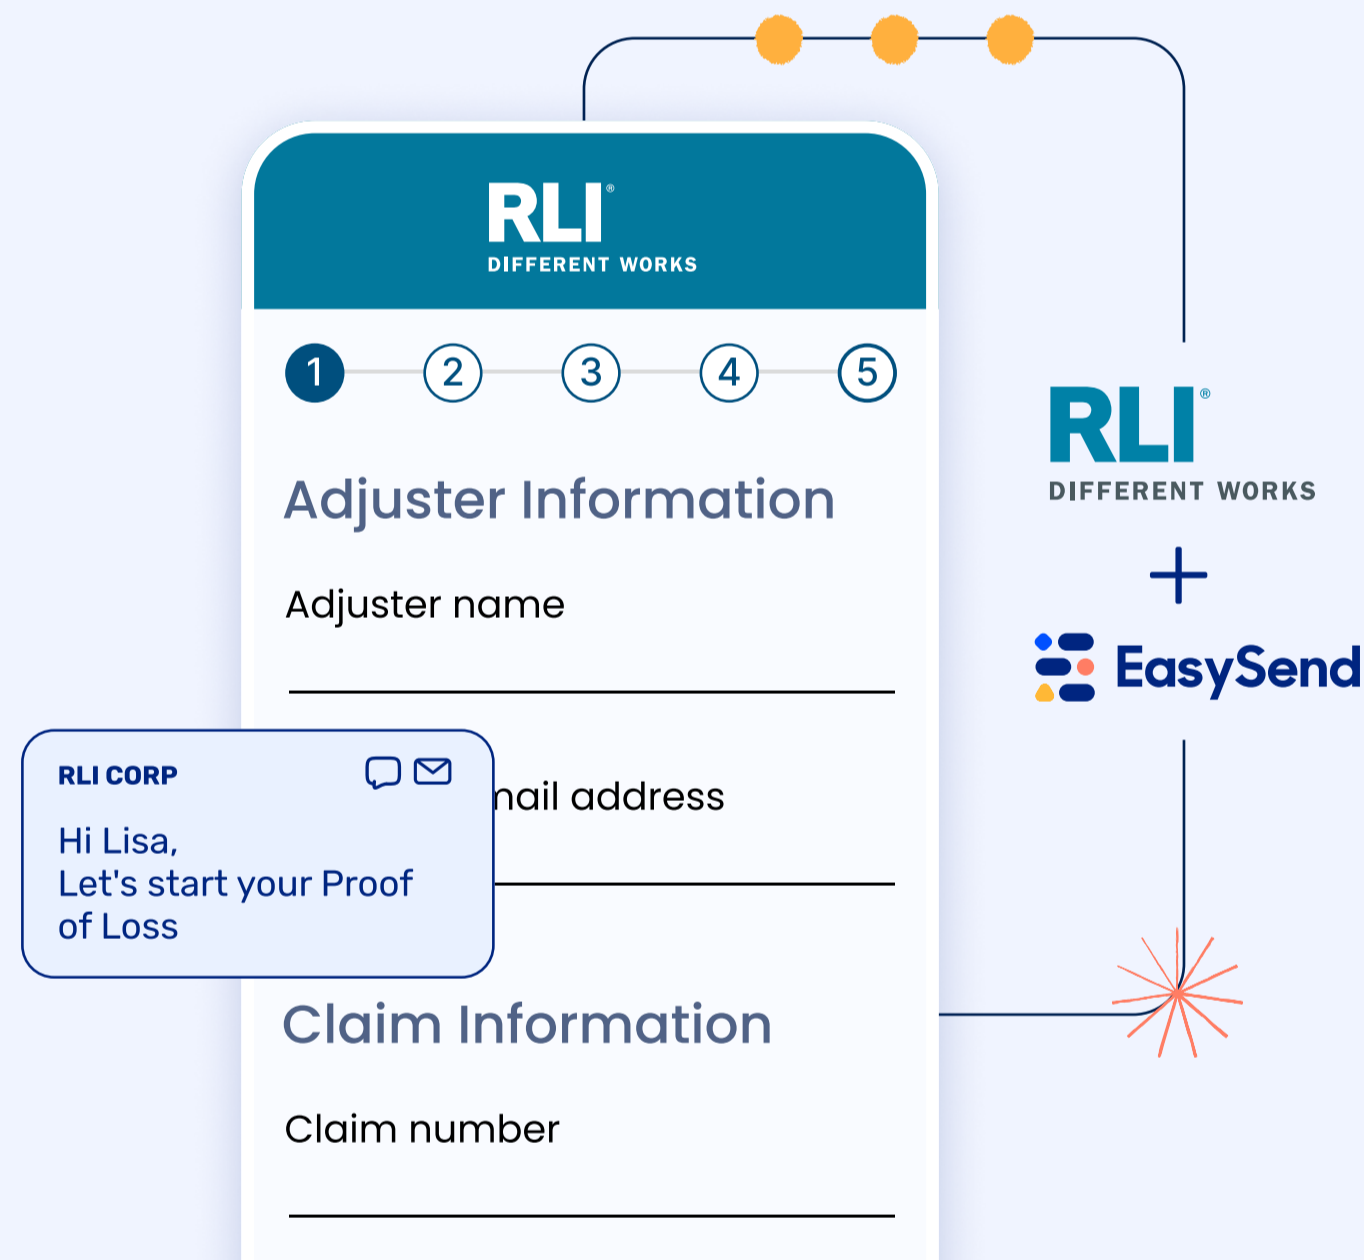 RLI®
DIFFERENT WORKS
1 2 3 4 5
Adjuster Information
Adjuster name
address
RLI CORP
Hi Lisa,
Let's start your Proof
of Loss
Claim Information
Claim number
RLI®
DIFFERENT WORKS
+
EasySend